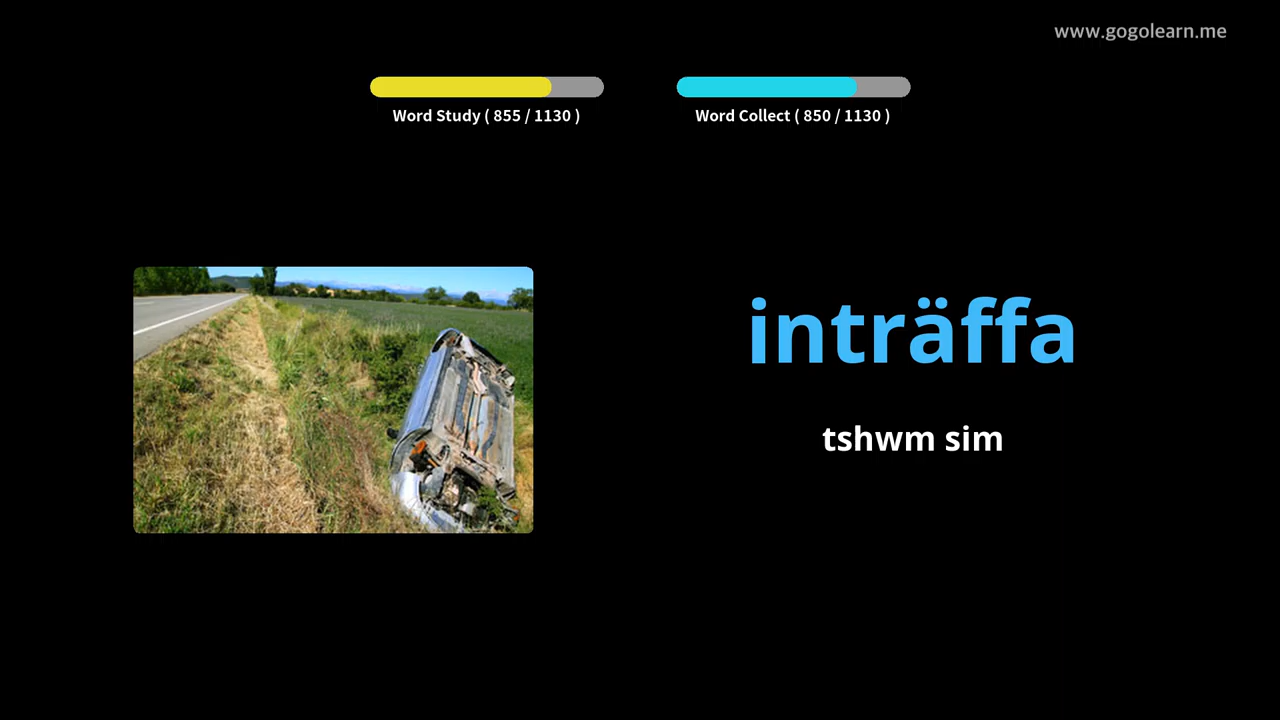 www.gogolearn.me
Word Study ( 855 / 1130 )
Word Collect ( 850 / 1130 )
inträffa
tshwm sim